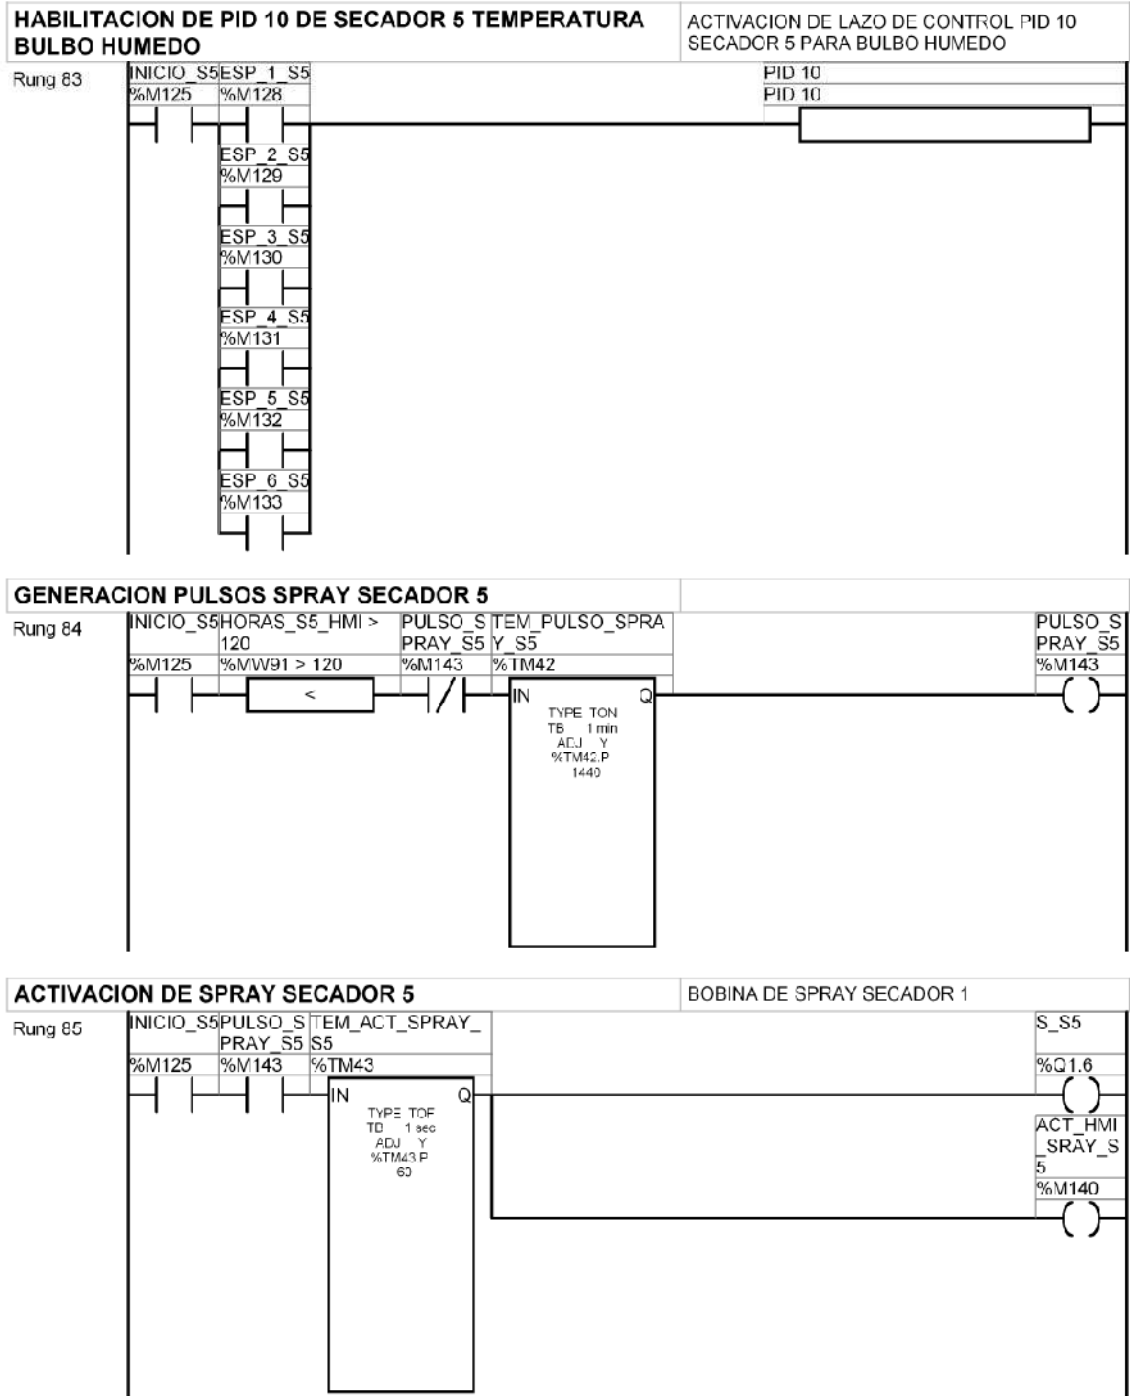 HABILITACION DE PID 10 DE SECADOR 5 TEMPERATURA
BULBO HUMEDO
ACTIVACION DE LAZO DE CONTROL PID 10
SECADOR 5 PARA BULBO HUMEDO
Rung 83
INICIO_S5 ESP_1_S5
%M125 %M128
PID 10
PID 10
ESP_2_S5
%M129
ESP_3_S5
%M130
ESP_4_S5
%M131
ESP_5_S5
%M132
ESP_6_S5
%M133
GENERACION PULSOS SPRAY SECADOR 5
Rung 84
INICIO_S5 HORAS_S5_HMI > PULSO_S TEM_PULSO_SPRA PULSO_S
120 PRAY_S5 Y_S5 PRAY_S5
%M125 %MW91 > 120 %M143 %TM42 %M143
<
IN Q
TYPE TON
TB 1 min
ADJ Y
%TM42.P
1440
ACTIVACION DE SPRAY SECADOR 5
BOBINA DE SPRAY SECADOR 1
Rung 85
INICIO_S5 PULSO_S TEM_ACT_SPRAY_ S_S5
PRAY_S5 S5
%M125 %M143 %TM43 %Q1.6
IN Q
TYPE TOF
TB 1 sec
ADJ Y
%TM43.P
60
ACT_HMI
_SRAY_S
5
%M140